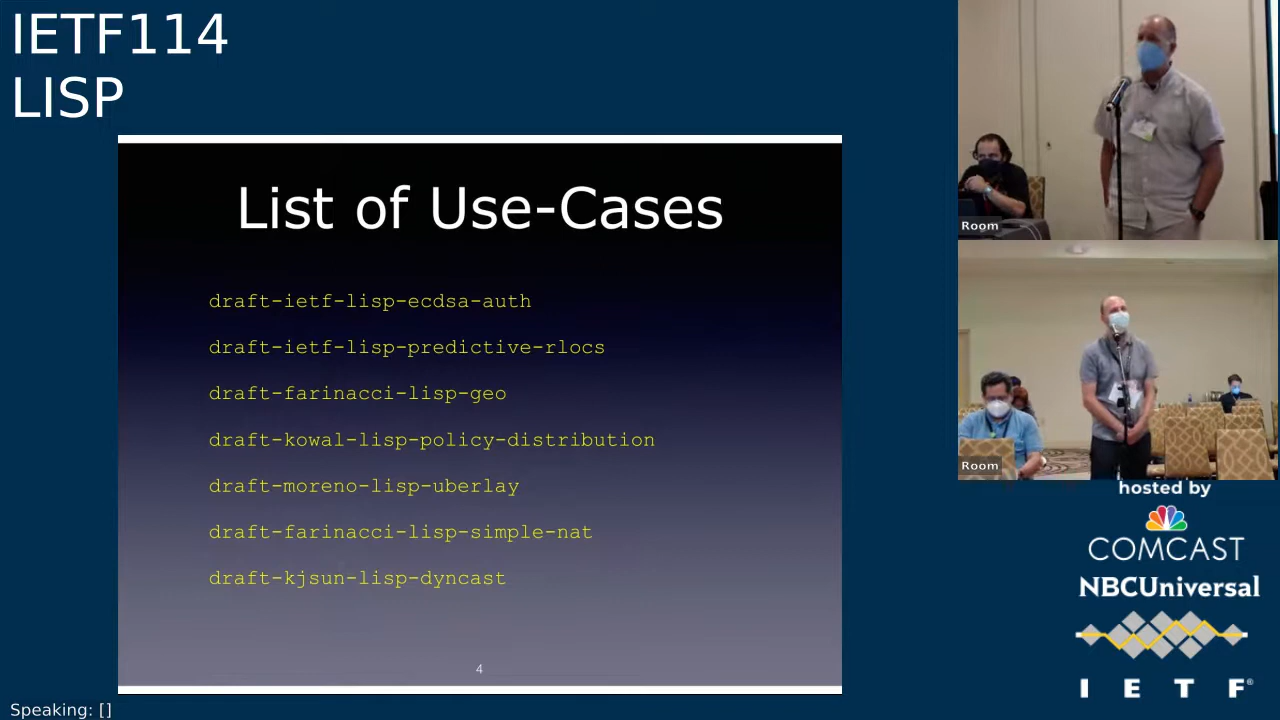 IETF114
LISP
List of Use-Cases
draft-ietf-lisp-ecdsa-auth
draft-ietf-lisp-predictive-rlocs
draft-farinacci-lisp-geo
draft-kowal-lisp-policy-distribution
draft-moreno-lisp-uberlay
draft-farinacci-lisp-simple-nat
draft-kjsun-lisp-dyncast
4
Room
Room
hosted by
COMCAST
NBCUniversal
I E T F®
Speaking: []